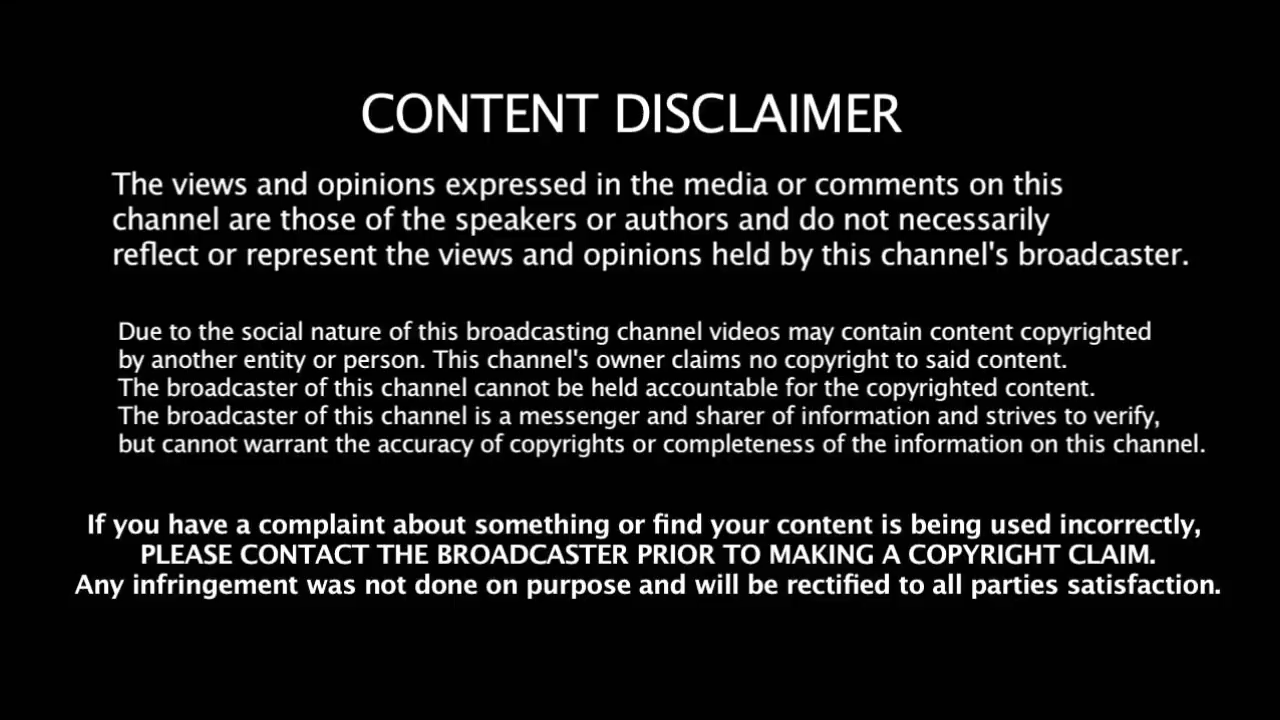 CONTENT DISCLAIMER
The views and opinions expressed in the media or comments on this
channel are those of the speakers or authors and do not necessarily
reflect or represent the views and opinions held by this channel's broadcaster.
Due to the social nature of this broadcasting channel videos may contain content copyrighted
by another entity or person. This channel's owner claims no copyright to said content.
The broadcaster of this channel cannot be held accountable for the copyrighted content.
The broadcaster of this channel is a messenger and sharer of information and strives to verify,
but cannot warrant the accuracy of copyrights or completeness of the information on this channel.
If you have a complaint about something or find your content is being used incorrectly,
PLEASE CONTACT THE BROADCASTER PRIOR TO MAKING A COPYRIGHT CLAIM.
Any infringement was not done on purpose and will be rectified to all parties satisfaction.